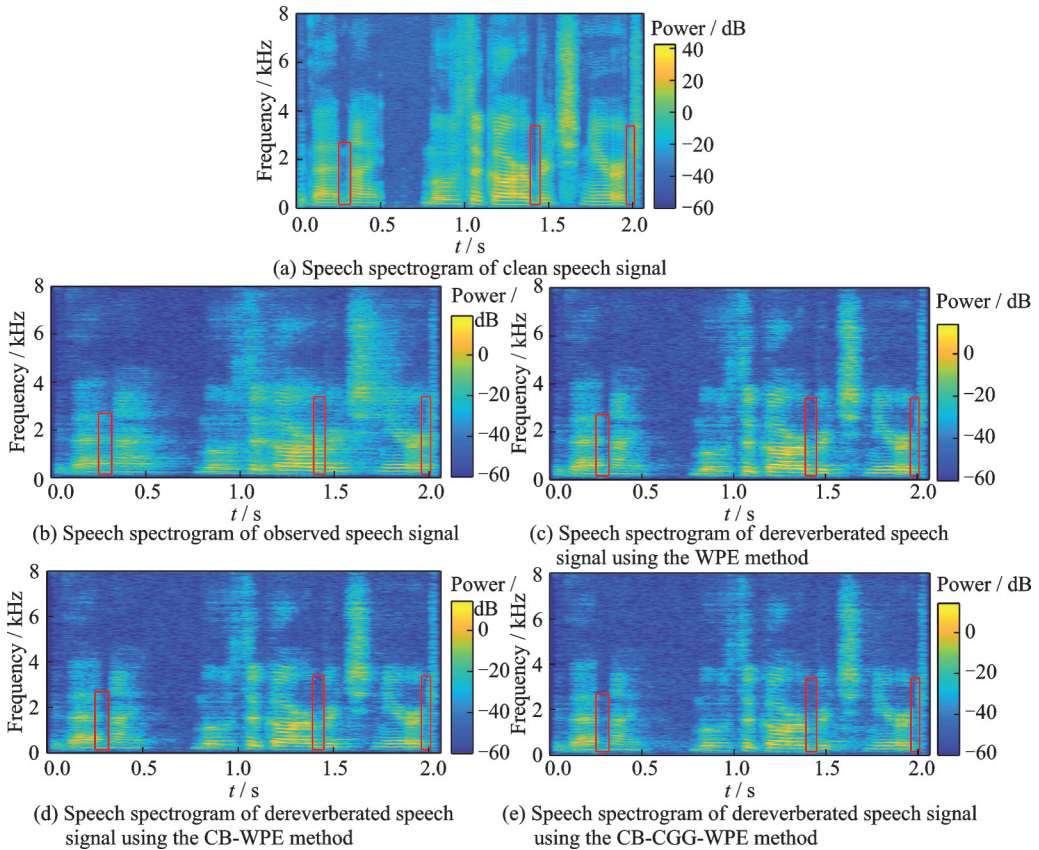 8
6
4
2
0
Frequency / kHz
Power / dB
40
20
0
−20
−40
−60
0.0 0.5 1.0 1.5 2.0
t / s
(a) Speech spectrogram of clean speech signal
8
6
4
2
0
Frequency / kHz
Power /
dB
0
−20
−40
−60
0.0 0.5 1.0 1.5 2.0
t / s
(b) Speech spectrogram of observed speech signal
8
6
4
2
0
Frequency / kHz
Power / dB
0
−20
−40
−60
0.0 0.5 1.0 1.5 2.0
t / s
(c) Speech spectrogram of dereverberated speech
signal using the WPE method
8
6
4
2
0
Frequency / kHz
Power /
dB
0
−20
−40
−60
0.0 0.5 1.0 1.5 2.0
t / s
(d) Speech spectrogram of dereverberated speech
signal using the CB-WPE method
8
6
4
2
0
Frequency / kHz
Power / dB
0
−20
−40
−60
0.0 0.5 1.0 1.5 2.0
t / s
(e) Speech spectrogram of dereverberated speech signal
using the CB-CGG-WPE method